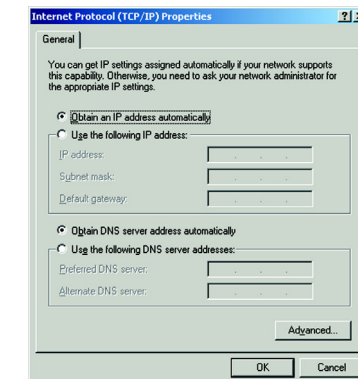 Internet Protocol (TCP/IP) Properties
General
You can get IP settings assigned automatically if your network supports
this capability. Otherwise, you need to ask your network administrator for
the appropriate IP settings.
Obtain an IP address automatically
Use the following IP address:
IP address:
Subnet mask:
Default gateway:
Obtain DNS server address automatically
Use the following DNS server addresses:
Preferred DNS server:
Alternate DNS server:
Advanced...
OK
Cancel